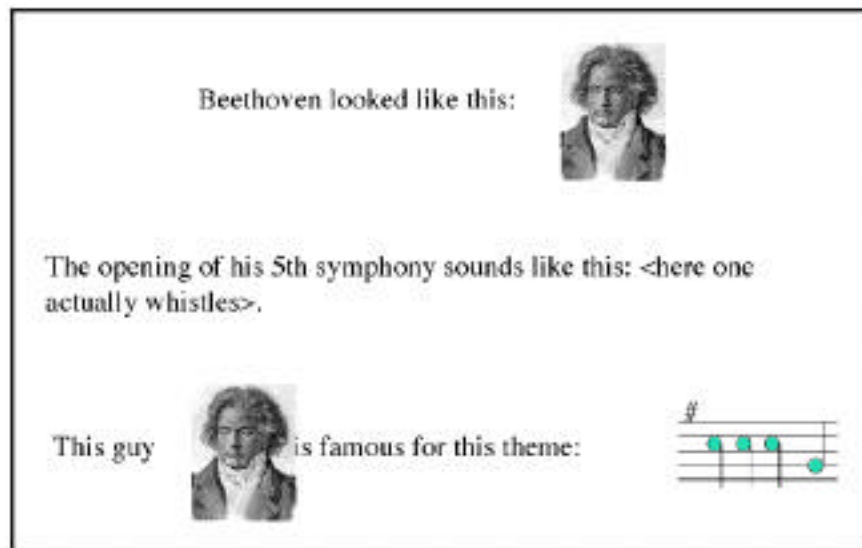 Beethoven looked like this:
The opening of his 5th symphony sounds like this: <here one
actually whistles>.
This guy is famous for this theme: